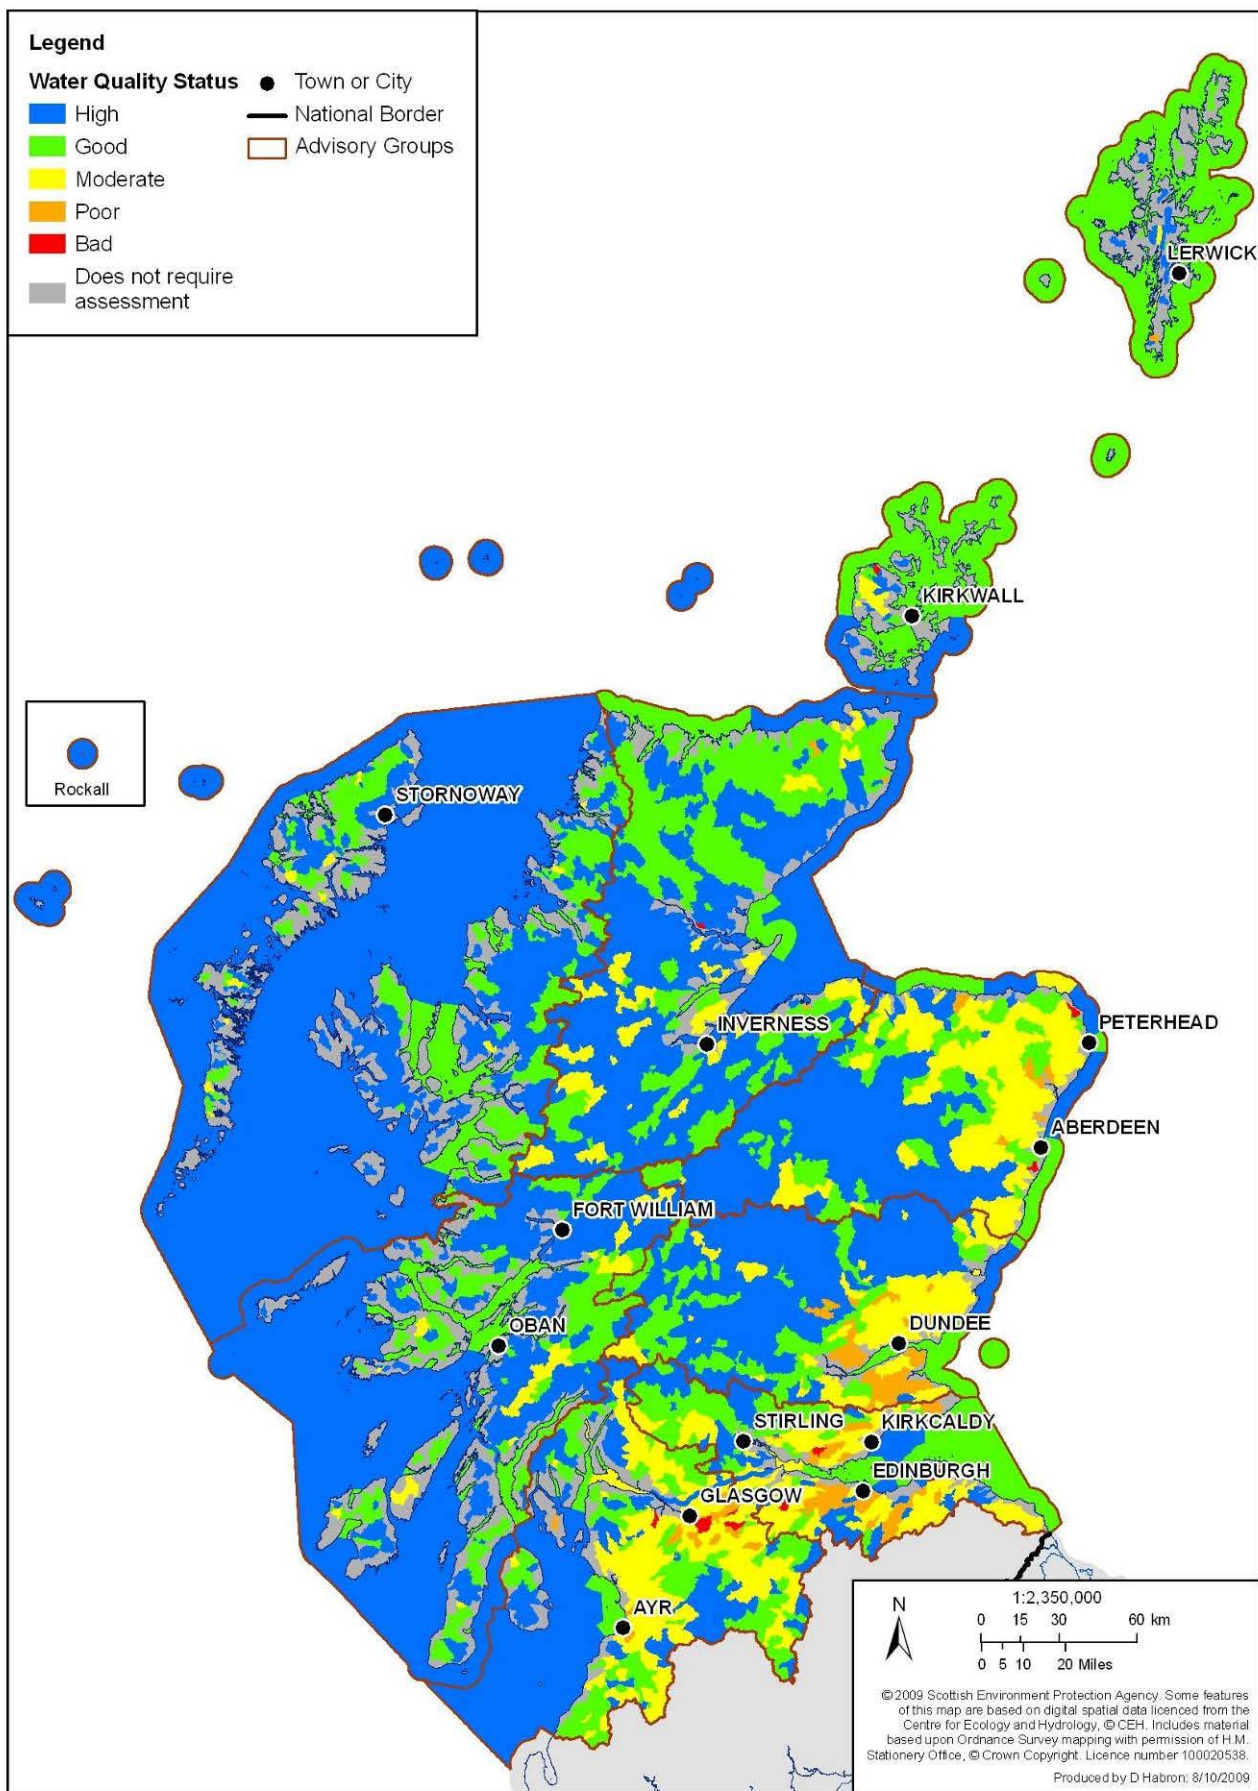 Legend
Water Quality Status
High
Good
Moderate
Poor
Bad
Does not require
assessment
Town or City
National Border
Advisory Groups
LERWICK
KIRKWALL
Rockall
STORNOWAY
INVERNESS
PETERHEAD
ABERDEEN
FORT WILLIAM
OBAN
DUNDEE
STIRLING
KIRKCALDY
EDINBURGH
GLASGOW
AYR
N
1:2,350,000
0 15 30 60 km
0 5 10 20 Miles
© 2009 Scottish Environment Protection Agency. Some features
of this map are based on digital spatial data licenced from the
Centre for Ecology and Hydrology, © CEH. Includes material
based upon Ordnance Survey mapping with permission of H.M.
Stationery Office, © Crown Copyright. Licence number 100020538.
Produced by D Habron: 8/10/2009